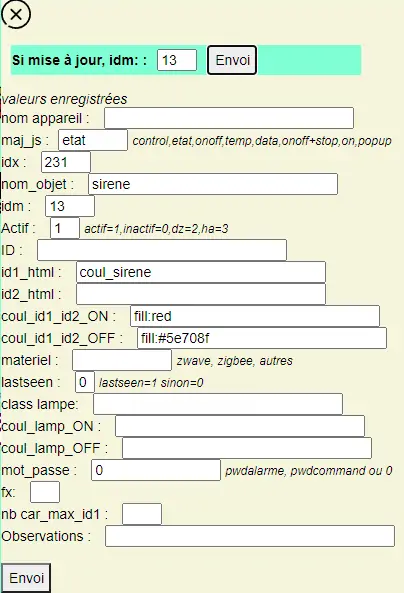 Si mise à jour, idm: : 13 Envoi
valeurs enregistrées
nom appareil :
maj_js : etat control,etat,onoff,temp,data,onoff+stop,on,popup
idx : 231
nom_objet : sirene
idm : 13
Actif : 1 actif=1,inactif=0,dz=2,ha=3
ID :
id1_html : coul_sirene
id2_html :
coul_id1_id2_ON : fill:red
coul_id1_id2_OFF : fill:#5e708f
materiel : zwave, zigbee, autres
lastseen : 0 lastseen=1 sinon=0
class lampe:
coul_lamp_ON :
coul_lamp_OFF :
mot_passe : 0 pwdalarme, pwdcommand ou 0
fx:
nb car_max_id1 :
Observations :
Envoi